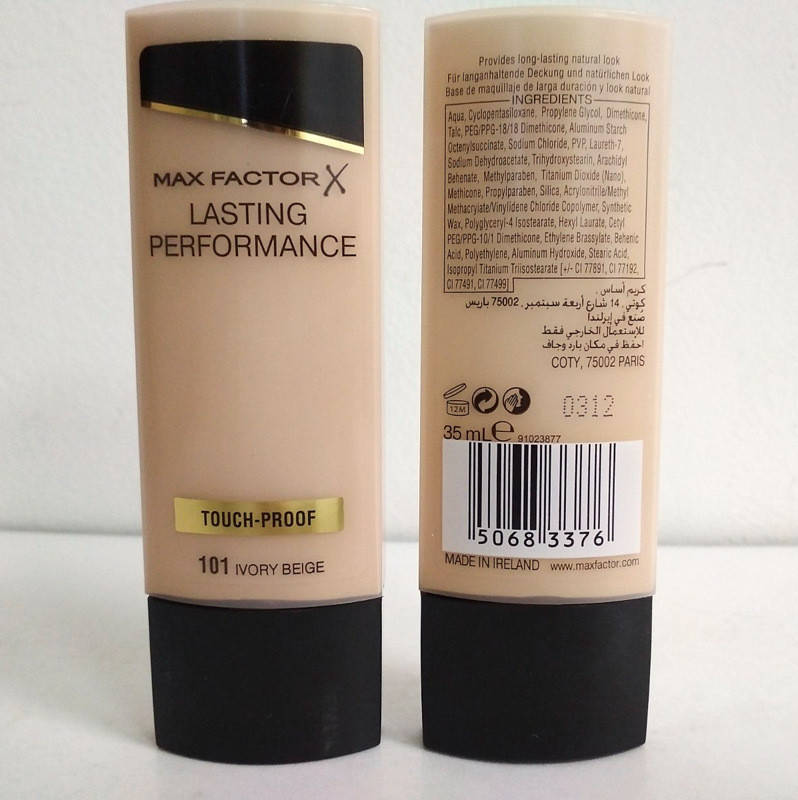 MAX FACTOR X
LASTING
PERFORMANCE
TOUCH-PROOF
101 IVORY BEIGE
Provides long-lasting natural look
Für langanhaltende Deckung und natürlichen Look
Base de maquillaje de larga duración y look natural
INGREDIENTS
Aqua, Cyclopentasiloxane, Propylene Glycol, Dimethicone,
Talc, PEG/PPG-18/18 Dimethicone, Aluminum Starch
Octenylsuccinate, Sodium Chloride, PVP, Laureth-7,
Sodium Dehydroacetate, Trihydroxystearin, Arachidyl
Behenate, Methylparaben, Titanium Dioxide (Nano),
Methicone, Propylparaben, Silica, Acrylonitrile/Methyl
Methacrylate/Vinylidene Chloride Copolymer, Synthetic
Wax, Polyglyceryl-4 Isostearate, Hexyl Laurate, Cetyl
PEG/PPG-10/1 Dimethicone, Ethylene Brassylate, Behenic
Acid, Polyethylene, Aluminum Hydroxide, Stearic Acid,
Isopropyl Titanium Triisostearate [+/- CI 77891, CI 77192,
CI 77491, CI 77499]
كريم أساس.
كوتي، 14 شارع أربعة سبتمبر، 75002 باريس
صنع في إيرلندا
للإستعمال الخارجي فقط
احفظ في مكان بارد وجاف
COTY, 75002 PARIS
12M
0312
35 mL e 91023877
5068 3376
MADE IN IRELAND www.maxfactor.com